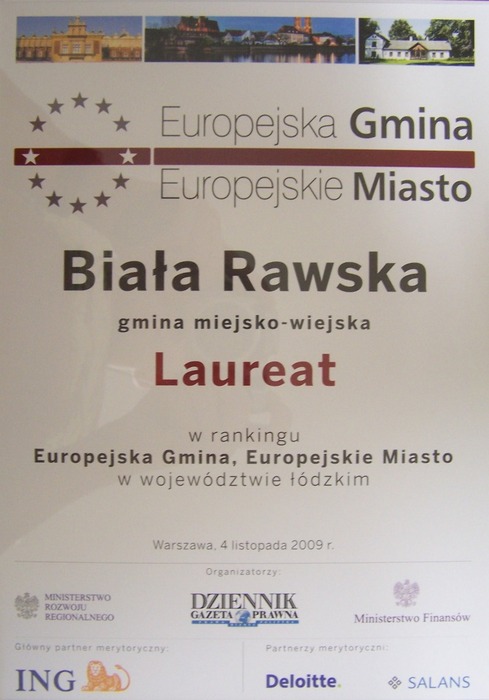 Europejska Gmina
Europejskie Miasto
Biała Rawska
gmina miejsko-wiejska
Laureat
w rankingu
Europejska Gmina, Europejskie Miasto
w województwie łódzkim
Warszawa, 4 listopada 2009 r.
Organizatorzy:
MINISTERSTWO
ROZWOJU
REGIONALNEGO
DZIENNIK
GAZETA PRAWNA
Ministerstwo Finansów
Główny partner merytoryczny:
Partnerzy merytoryczni:
ING
Deloitte.
SALANS